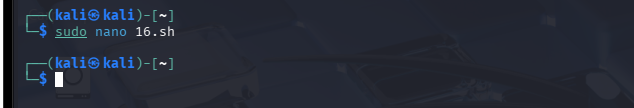 ┌──(kali㉿kali)-[~]
└─$ sudo nano 16.sh
┌──(kali㉿kali)-[~]
└─$